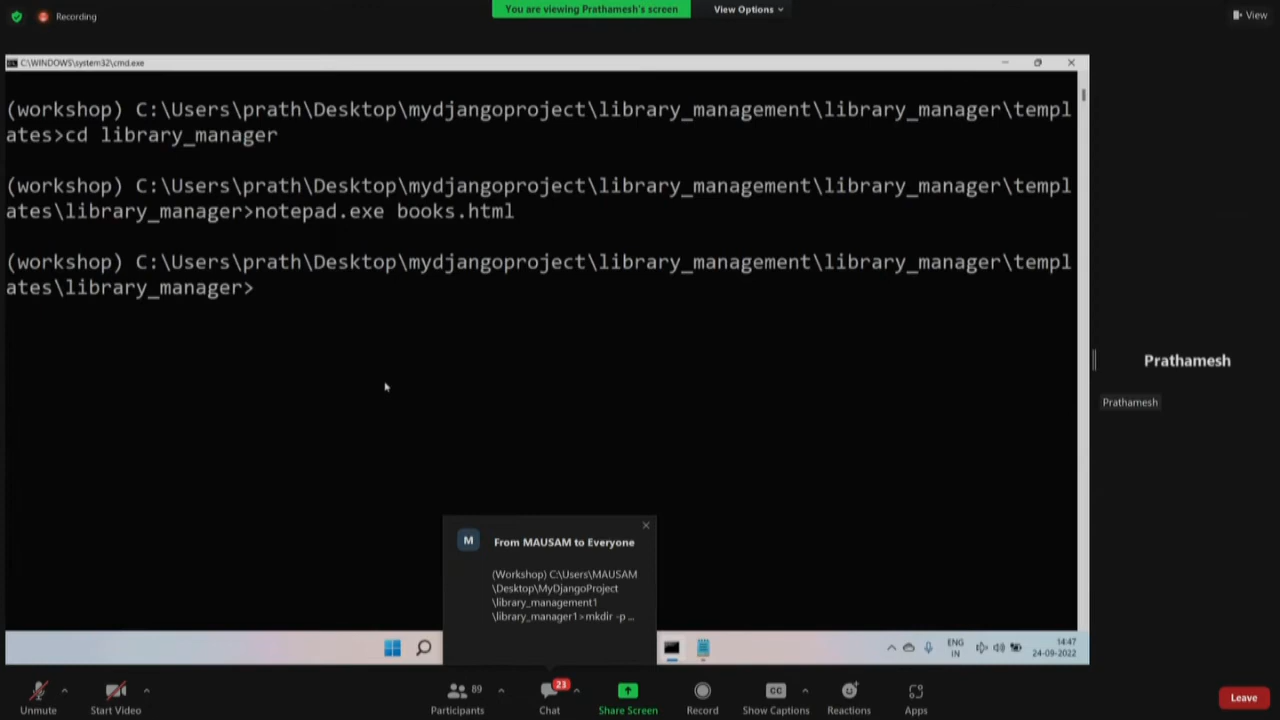 Recording
You are viewing Prathamesh's screen
View Options
View
C:\WINDOWS\system32\cmd.exe
(workshop) C:\Users\prath\Desktop\mydjangoproject\library_management\library_manager\templ
ates>cd library_manager
(workshop) C:\Users\prath\Desktop\mydjangoproject\library_management\library_manager\templ
ates\library_manager>notepad.exe books.html
(workshop) C:\Users\prath\Desktop\mydjangoproject\library_management\library_manager\templ
ates\library_manager>
Prathamesh
Prathamesh
M
From MAUSAM to Everyone
(Workshop) C:\Users\MAUSAM
\Desktop\MyDjangoProject
\library_management1
\library_manager1>mkdir -p ...
ENG
IN
14:47
24-09-2022
Unmute
Start Video
Participants
89
Chat
23
Share Screen
Record
CC
Show Captions
Reactions
Apps
Leave